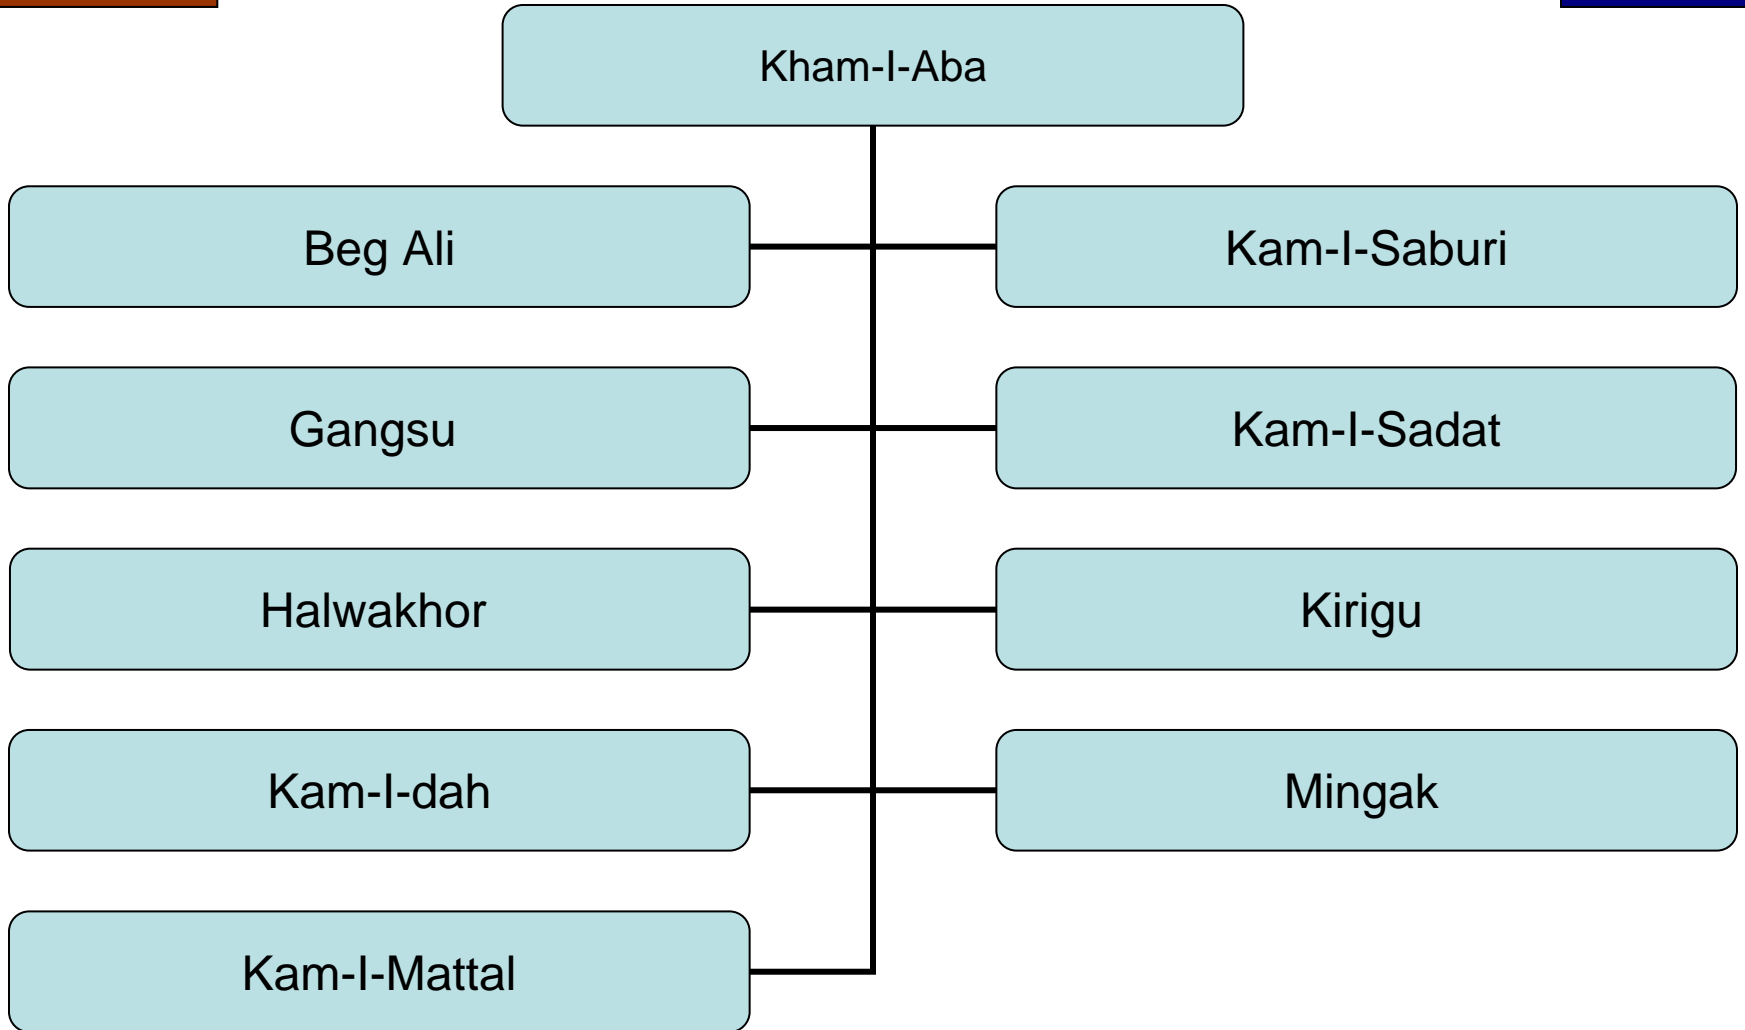 Kham-I-Aba
Beg Ali
Kam-I-Saburi
Gangsu
Kam-I-Sadat
Halwakhor
Kirigu
Kam-I-dah
Mingak
Kam-I-Mattal